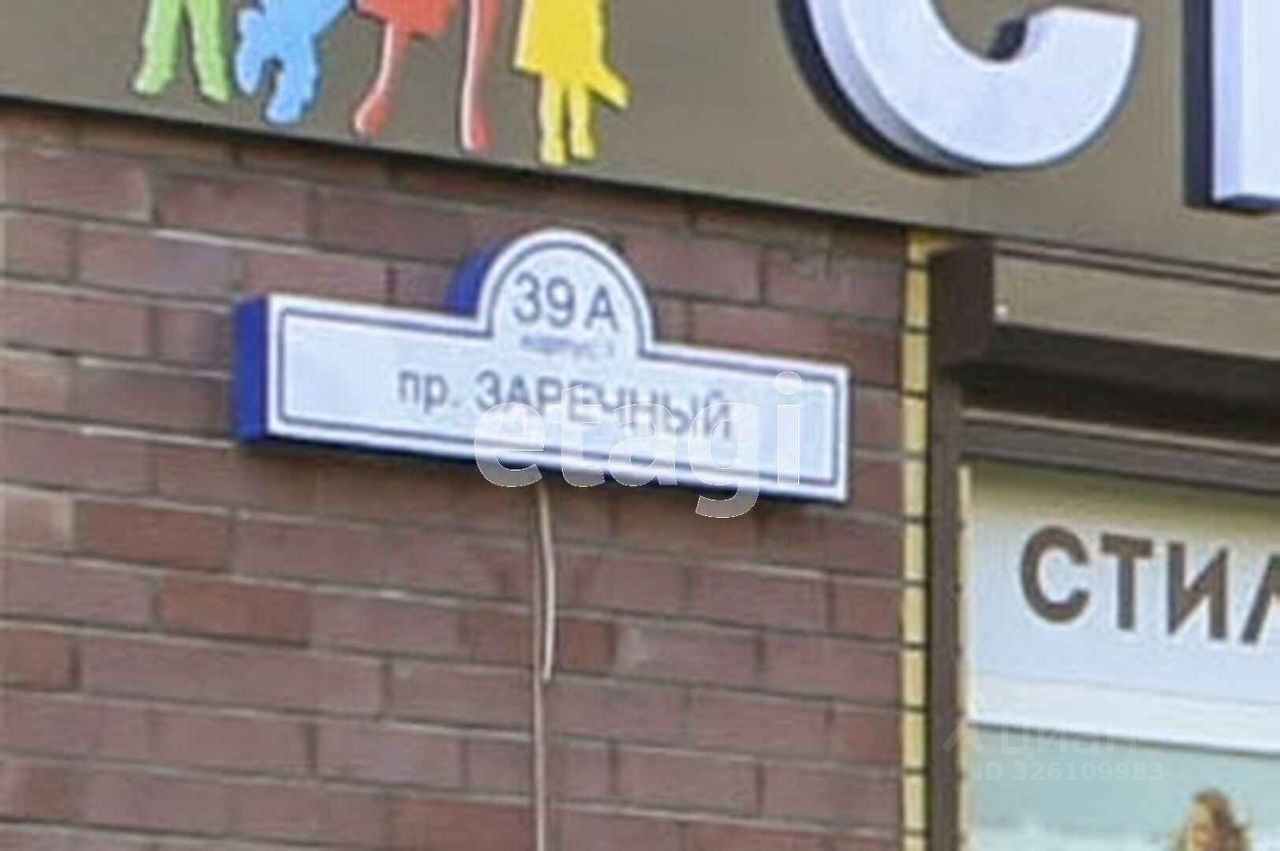 39 А
корпус 1
пр. ЗАРЕЧНЫЙ
etagi
СТИЛ
ЦИАН
ID 326109983